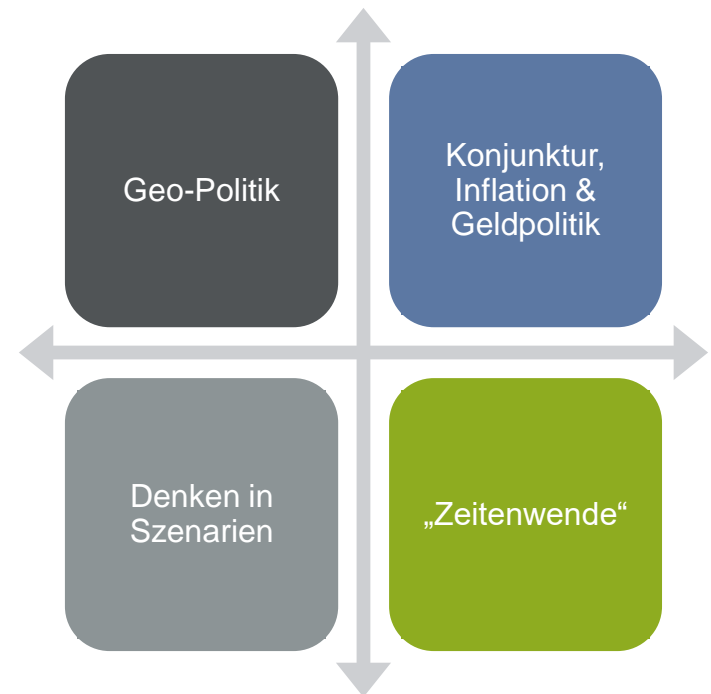 Geo-Politik
Konjunktur,
Inflation &
Geldpolitik
Denken in
Szenarien
„Zeitenwende“